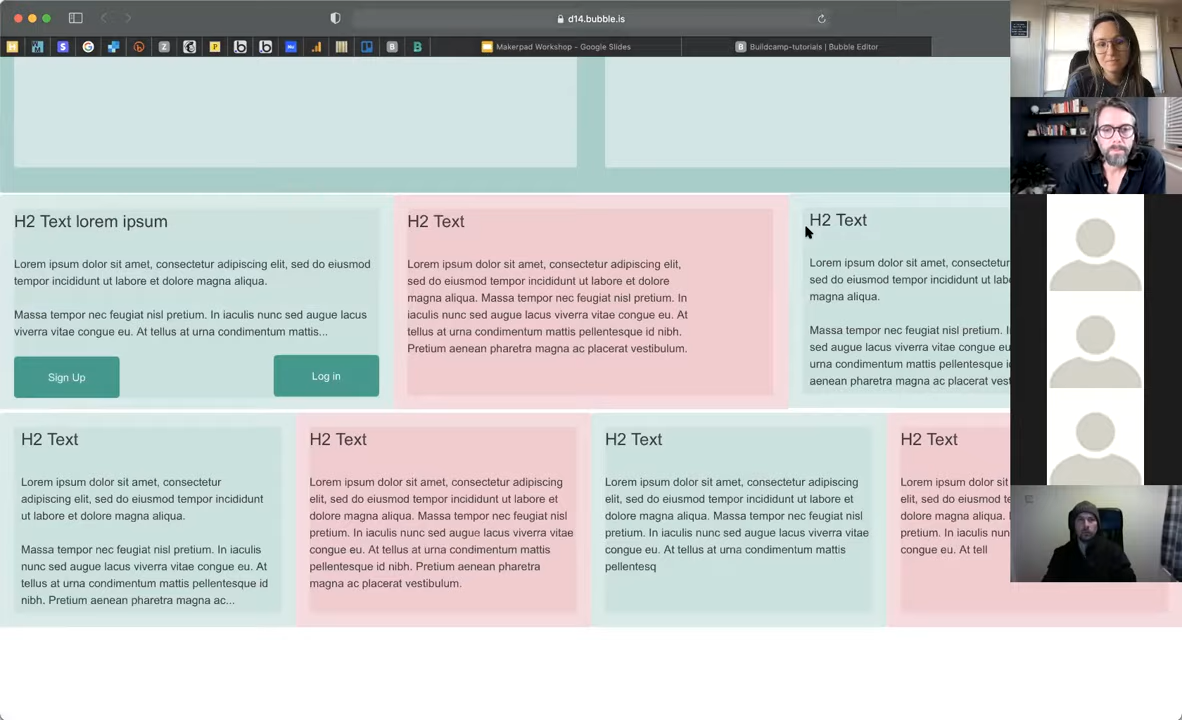 d14.bubble.is
Makerpad Workshop - Google Slides
Buildcamp-tutorials | Bubble Editor
H2 Text lorem ipsum
Lorem ipsum dolor sit amet, consectetur adipiscing elit, sed do eiusmod
tempor incididunt ut labore et dolore magna aliqua.
Massa tempor nec feugiat nisl pretium. In iaculis nunc sed augue lacus
viverra vitae congue eu. At tellus at urna condimentum mattis...
Sign Up
Log in
H2 Text
Lorem ipsum dolor sit amet, consectetur adipiscing elit,
sed do eiusmod tempor incididunt ut labore et dolore
magna aliqua. Massa tempor nec feugiat nisl pretium. In
iaculis nunc sed augue lacus viverra vitae congue eu. At
tellus at urna condimentum mattis pellentesque id nibh.
Pretium aenean pharetra magna ac placerat vestibulum.
H2 Text
Lorem ipsum dolor sit amet, consectetur
adipiscing elit, sed do eiusmod tempor incididunt ut lab
magna aliqua.
Massa tempor nec feugiat nisl pretium. I
sed augue lacus viverra vitae congue eu
urna condimentum mattis pellentesque id
aenean pharetra magna ac placerat vest
H2 Text
Lorem ipsum dolor sit amet, consectetur
adipiscing elit, sed do eiusmod tempor incididunt
ut labore et dolore magna aliqua.
Massa tempor nec feugiat nisl pretium. In iaculis
nunc sed augue lacus viverra vitae congue eu. At
tellus at urna condimentum mattis pellentesque id
nibh. Pretium aenean pharetra magna ac...
H2 Text
Lorem ipsum dolor sit amet, consectetur adipiscing
elit, sed do eiusmod tempor incididunt ut labore et
dolore magna aliqua. Massa tempor nec feugiat nisl
pretium. In iaculis nunc sed augue lacus viverra vitae
congue eu. At tellus at urna condimentum mattis
pellentesque id nibh. Pretium aenean pharetra
magna ac placerat vestibulum.
H2 Text
Lorem ipsum dolor sit amet, consectetur adipiscing
elit, sed do eiusmod tempor incididunt ut labore et
dolore magna aliqua. Massa tempor nec feugiat nisl
pretium. In iaculis nunc sed augue lacus viverra vitae
congue eu. At tellus at urna condimentum mattis
pellentesq
H2 Text
Lorem ipsum dolor sit
elit, sed do eiusmod t
dolore magna aliqua.
pretium. In iaculis nun
congue eu. At tell